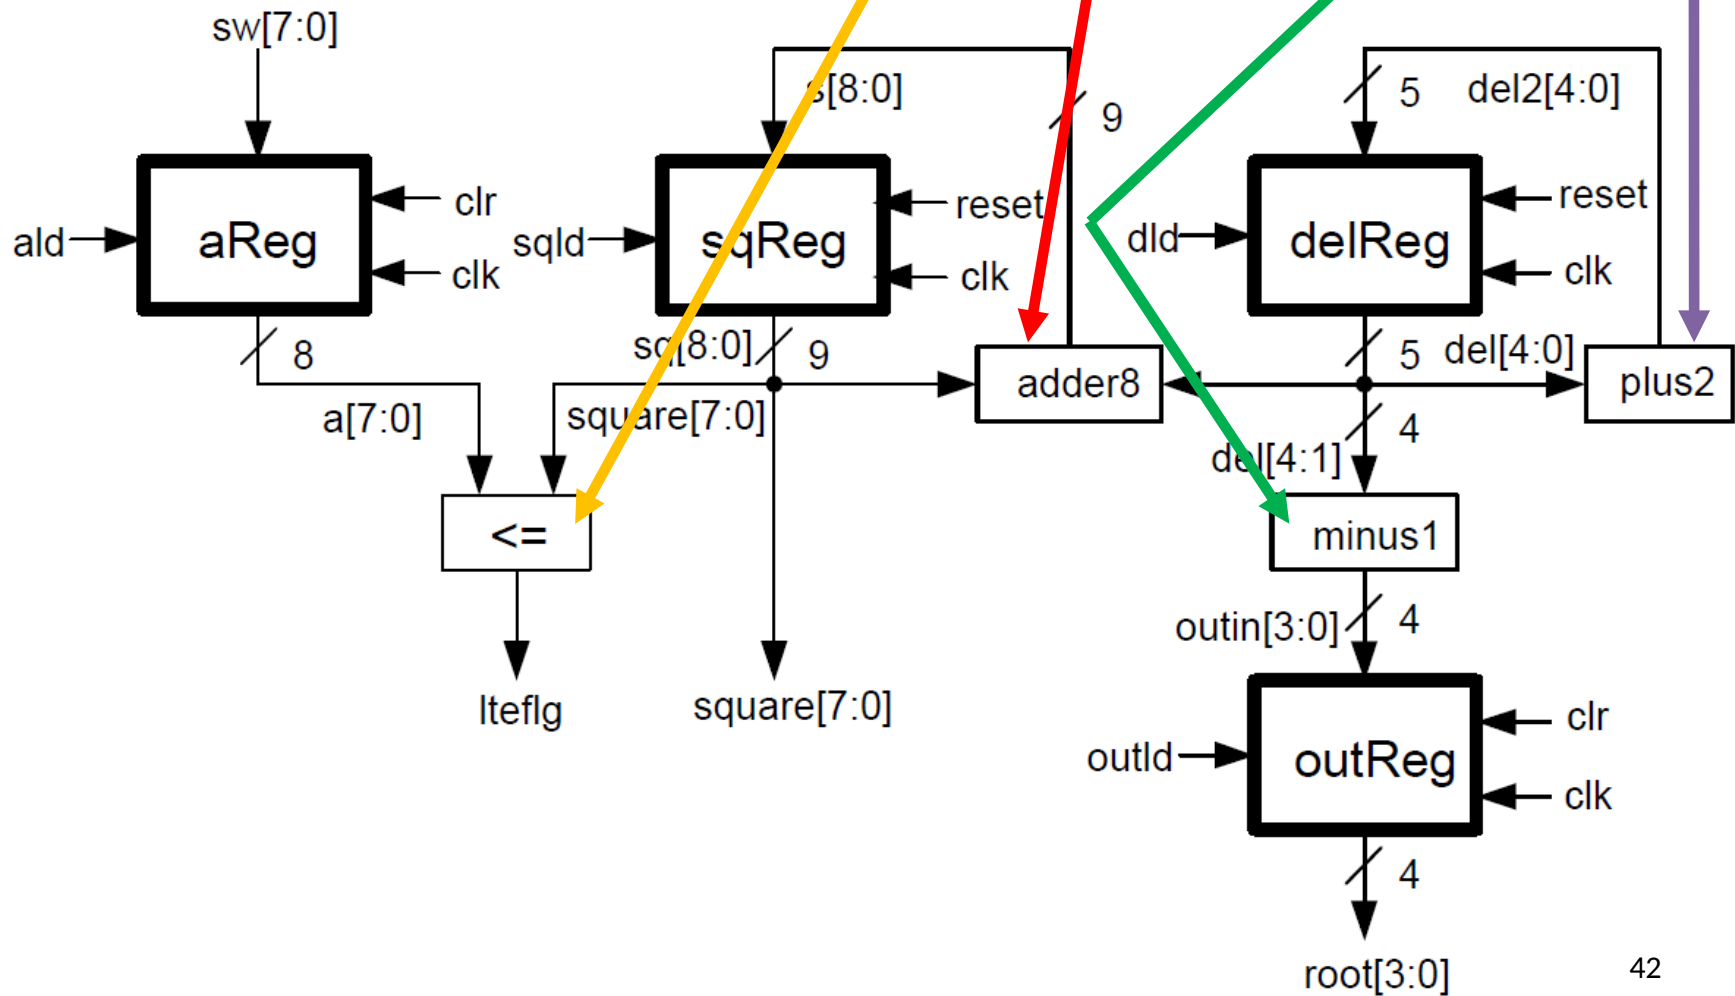 sw[7:0]
s[8:0]
9
5
del2[4:0]
ald
aReg
clr
clk
sqld
sqReg
reset
clk
dld
delReg
reset
clk
8
sq[8:0]
9
5
del[4:0]
a[7:0]
square[7:0]
adder8
plus2
4
del[4:1]
<=
minus1
outin[3:0]
4
lteflg
square[7:0]
outld
outReg
clr
clk
4
root[3:0]
42